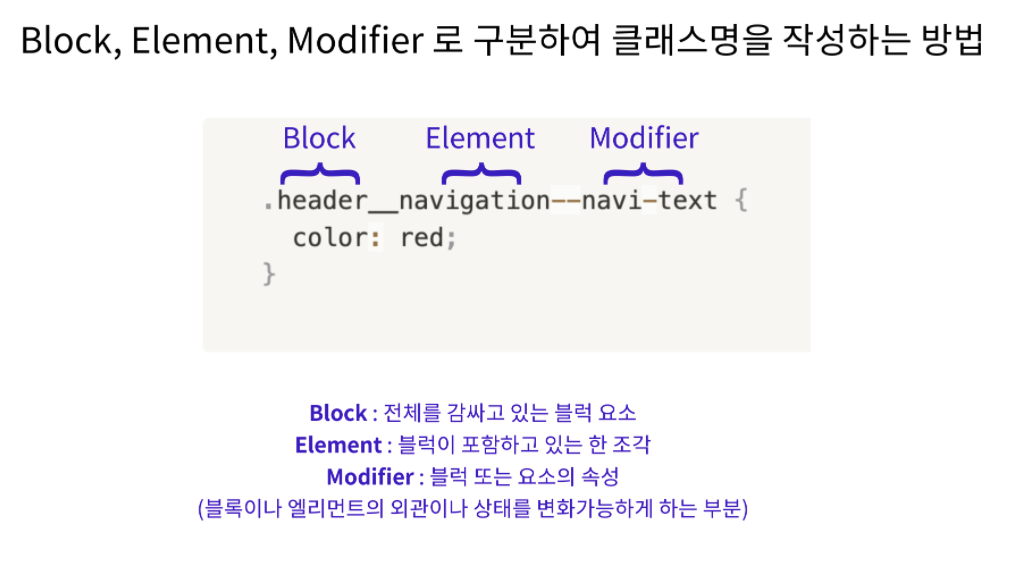 Block, Element, Modifier 로 구분하여 클래스명을 작성하는 방법
Block Element Modifier
.header__navigation--navi-text {
color: red;
}
Block : 전체를 감싸고 있는 블럭 요소
Element : 블럭이 포함하고 있는 한 조각
Modifier : 블럭 또는 요소의 속성
(블록이나 엘리먼트의 외관이나 상태를 변화가능하게 하는 부분)